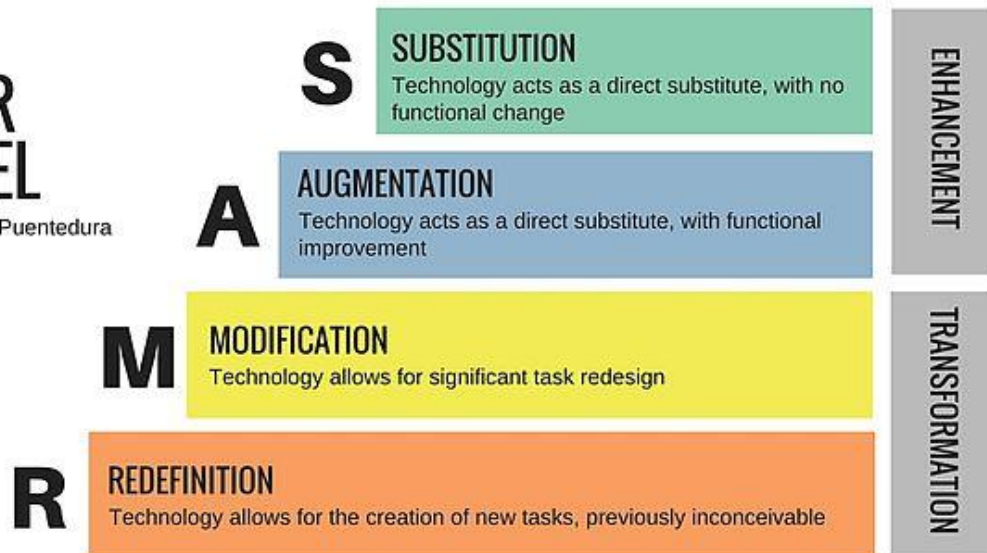 S
SUBSTITUTION
Technology acts as a direct substitute, with no
functional change
ENHANCEMENT
R
EL
Puentedura
A
AUGMENTATION
Technology acts as a direct substitute, with functional
improvement
M
MODIFICATION
Technology allows for significant task redesign
TRANSFORMATION
R
REDEFINITION
Technology allows for the creation of new tasks, previously inconceivable